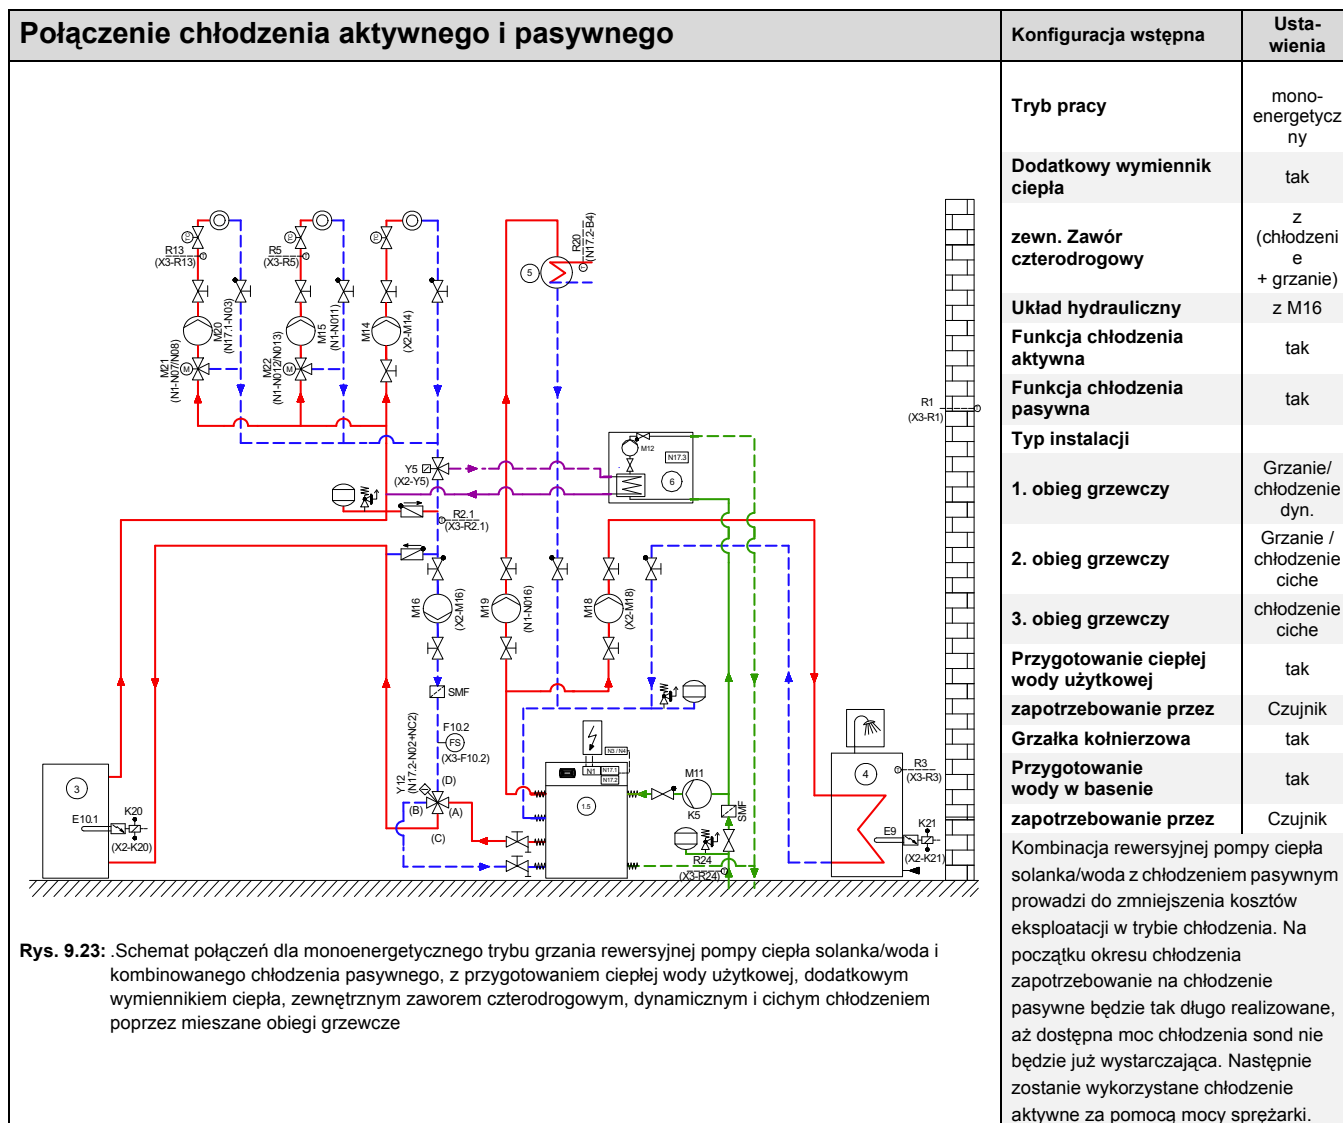 Połączenie chłodzenia aktywnego i pasywnego
Konfiguracja wstępna
Usta-
wienia
Tryb pracy
mono-
energetycz
ny
Dodatkowy wymiennik
ciepła
tak
zewn. Zawór
czterodrogowy
z
(chłodzeni
e
+ grzanie)
Układ hydrauliczny
z M16
Funkcja chłodzenia
aktywna
tak
Funkcja chłodzenia
pasywna
tak
Typ instalacji
1. obieg grzewczy
Grzanie/
chłodzenie
dyn.
2. obieg grzewczy
Grzanie /
chłodzenie
ciche
3. obieg grzewczy
chłodzenie
ciche
Przygotowanie ciepłej
wody użytkowej
tak
zapotrzebowanie przez
Czujnik
Grzałka kołnierzowa
tak
Przygotowanie
wody w basenie
tak
zapotrzebowanie przez
Czujnik
Kombinacja rewersyjnej pompy ciepła
solanka/woda z chłodzeniem pasywnym
prowadzi do zmniejszenia kosztów
eksploatacji w trybie chłodzenia. Na
początku okresu chłodzenia
zapotrzebowanie na chłodzenie
pasywne będzie tak długo realizowane,
aż dostępna moc chłodzenia sond nie
będzie już wystarczająca. Następnie
zostanie wykorzystane chłodzenie
aktywne za pomocą mocy sprężarki.
R13
(X3-R13)
R5
(X3-R5)
M20
(N17.1-N03)
M15
(N1-N011)
M14
(X2-M14)
M21
(N1-N07/N08)
M
M22
(N1-N012/N013)
M
5
R20
(N17.2-B4)
R1
(X3-R1)
M12
N17.3
6
Y5
(X2-Y5)
R2.1
(X3-R2.1)
M16
(X2-M16)
M19
(N1-N016)
M18
(X2-M18)
SMF
F10.2
FS
(X3-F10.2)
Y12
(N17.2-N02+NC2)
(D)
(B)
(A)
(C)
3
E10.1
K20
(X2-K20)
N3 / N4
N1
N17.1
N17.2
1.5
M11
K5
SMF
R24
(X3-R24)
4
R3
(X3-R3)
E9
K21
(X2-K21)
Rys. 9.23: .Schemat połączeń dla monoenergetycznego trybu grzania rewersyjnej pompy ciepła solanka/woda i
kombinowanego chłodzenia pasywnego, z przygotowaniem ciepłej wody użytkowej, dodatkowym
wymiennikiem ciepła, zewnętrznym zaworem czterodrogowym, dynamicznym i cichym chłodzeniem
poprzez mieszane obiegi grzewcze